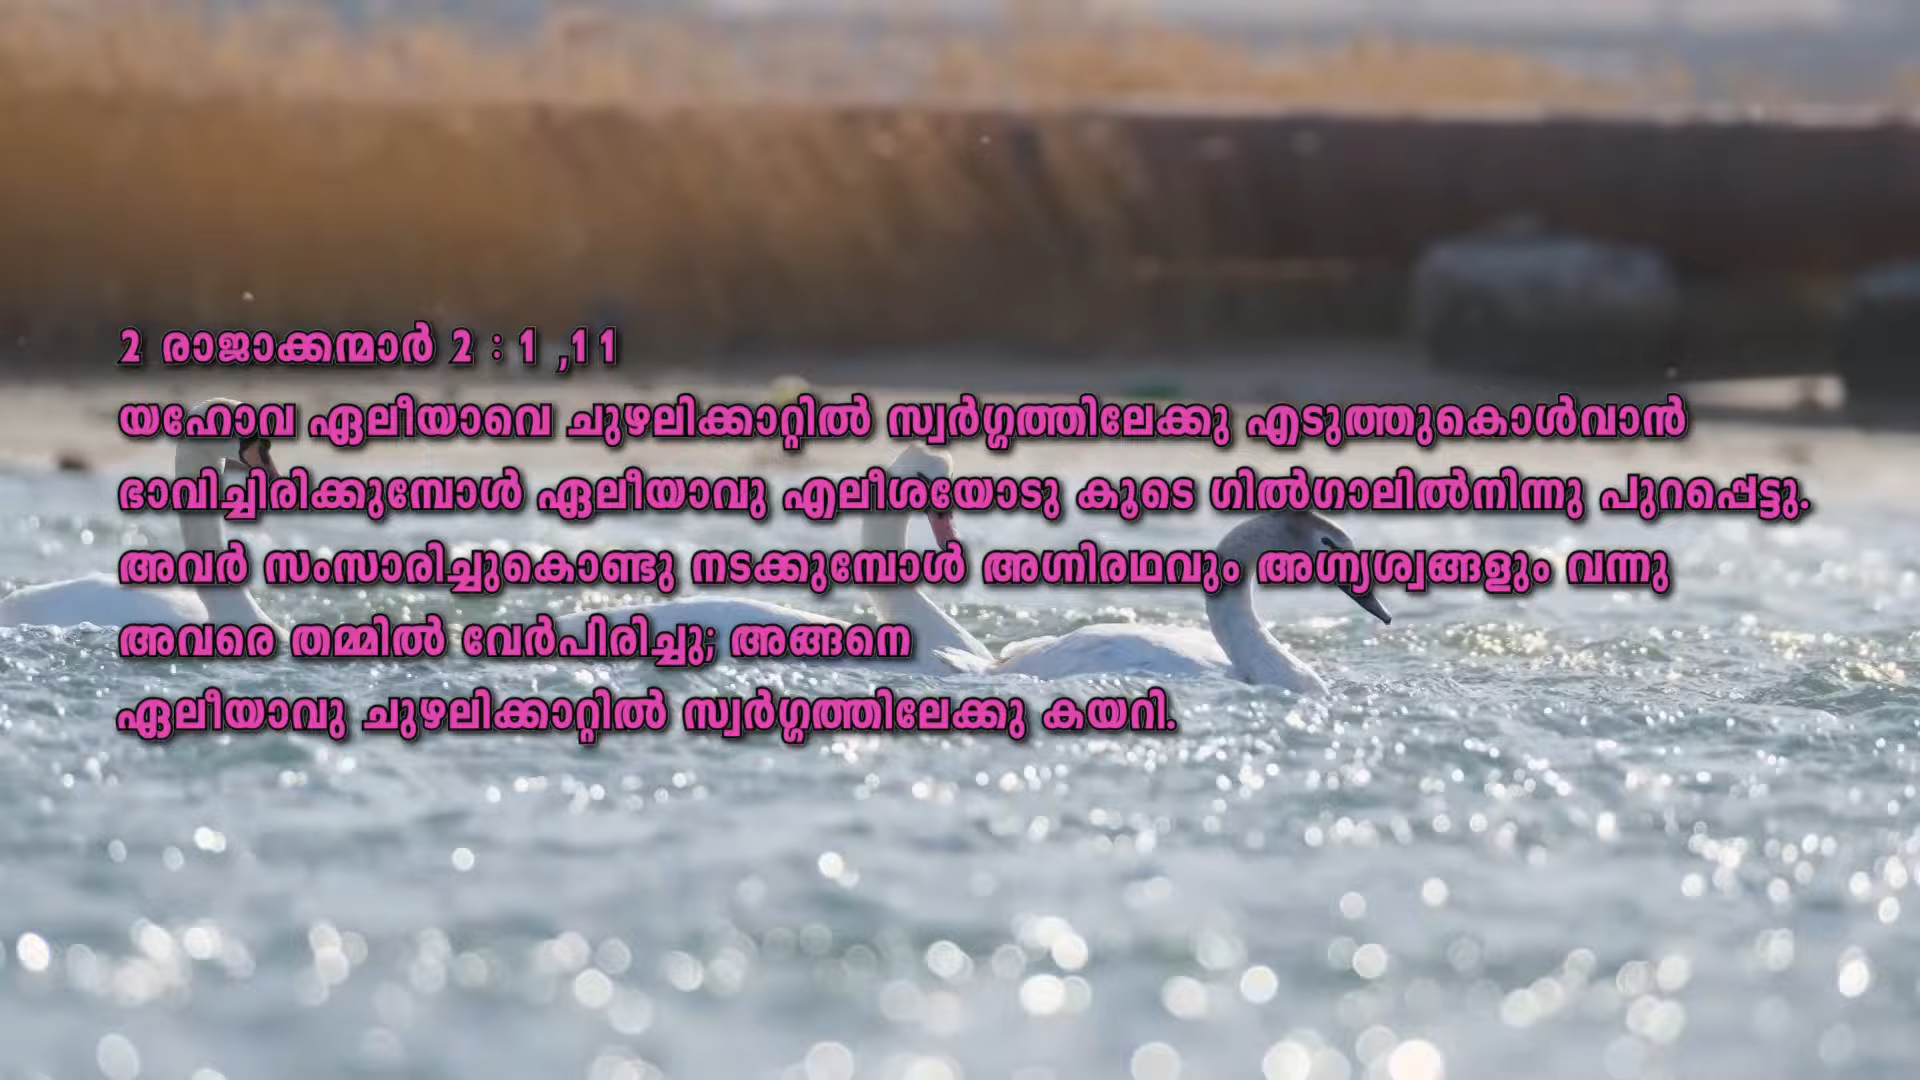 2 രാജാക്കന്മാർ 2 : 1 ,11
യഹോവ ഏലീയാവെ ചുഴലിക്കാറ്റിൽ സ്വർഗ്ഗത്തിലേക്കു എടുത്തുകൊൾവാൻ
ഭാവിച്ചിരിക്കുമ്പോൾ ഏലീയാവു എലീശയോടു കൂടെ ഗിൽഗാലിൽനിന്നു പുറപ്പെട്ടു.
അവർ സംസാരിച്ചുകൊണ്ടു നടക്കുമ്പോൾ അഗ്നിരഥവും അഗ്ന്യശ്വങ്ങളും വന്നു
അവരെ തമ്മിൽ വേർപിരിച്ചു; അങ്ങനെ
ഏലീയാവു ചുഴലിക്കാറ്റിൽ സ്വർഗ്ഗത്തിലേക്കു കയറി.